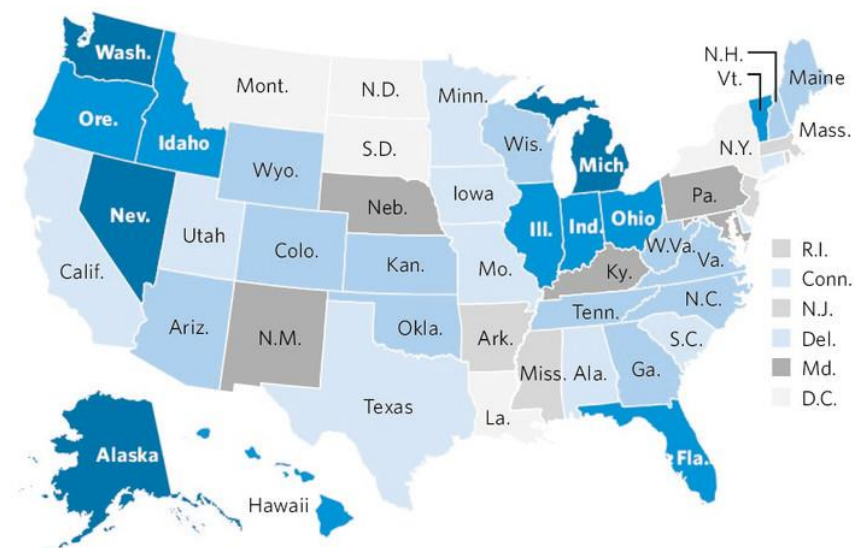 Wash.
Mont.
N.D.
Minn.
N.H.
Vt.
Maine
Ore.
Idaho
S.D.
Wis.
Mich.
N.Y.
Mass.
Wyo.
Neb.
Iowa
Pa.
Nev.
Utah
Colo.
Kan.
Mo.
Ill.
Ind.
Ohio
W.Va.
Va.
Ky.
Calif.
Ariz.
N.M.
Okla.
Ark.
Tenn.
N.C.
S.C.
Texas
La.
Miss.
Ala.
Ga.
Fla.
Alaska
Hawaii
R.I.
Conn.
N.J.
Del.
Md.
D.C.